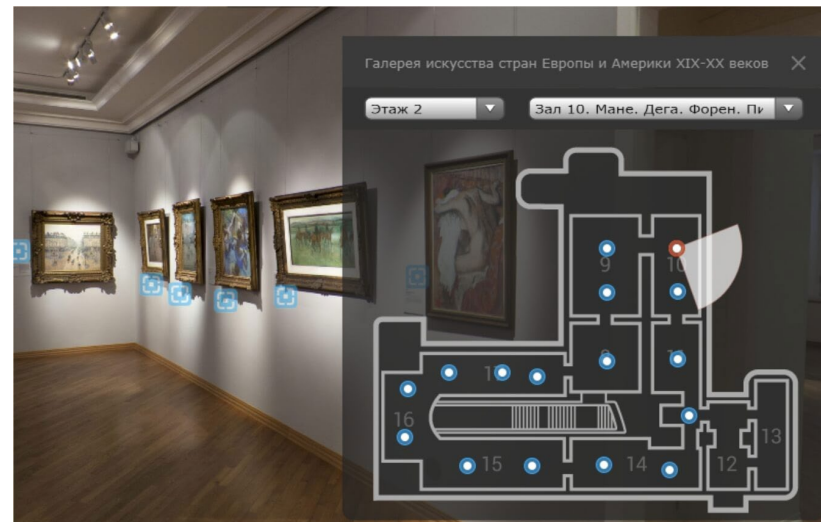 Галерея искусства стран Европы и Америки XIX-XX веков
Этаж 2
Зал 10. Мане. Дега. Форен. Пи
9
10
16
15
14
12
13